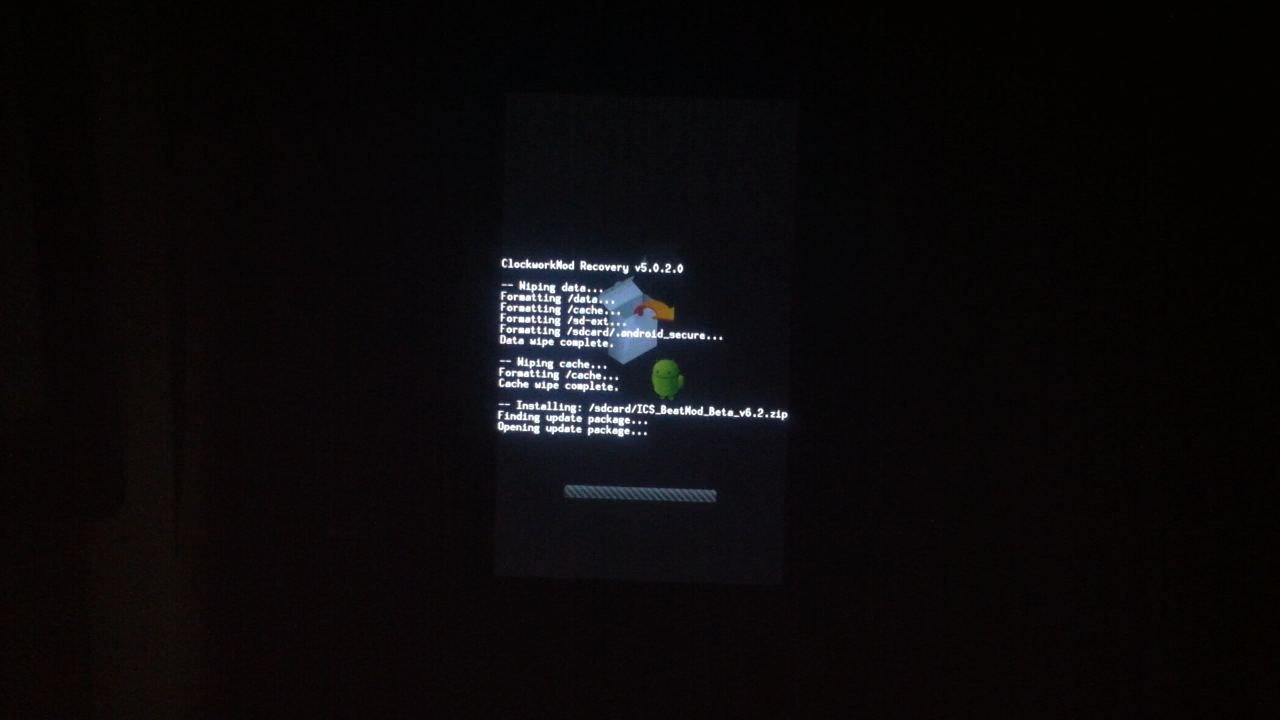 ClockworkMod Recovery v5.0.2.0
-- Wiping data...
Formatting /data...
Formatting /cache...
Formatting /sd-ext...
Formatting /sdcard/.android_secure...
Data wipe complete.
-- Wiping cache...
Formatting /cache...
Cache wipe complete.
-- Installing: /sdcard/ICS_BeatMod_Beta_v6.2.zip
Finding update package...
Opening update package...